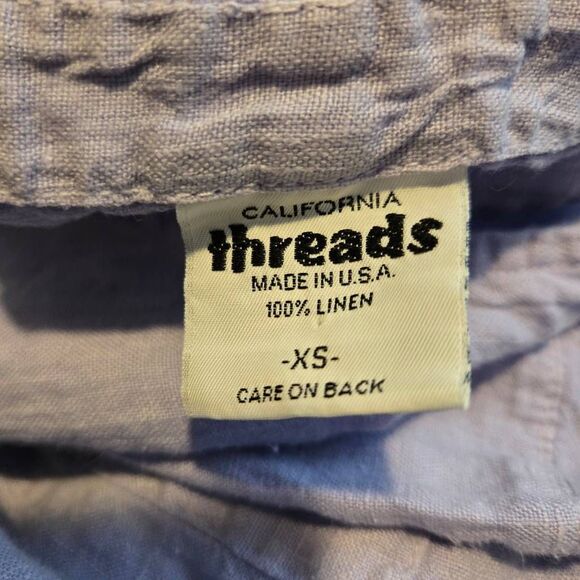 CALIFORNIA
threads
MADE IN U.S.A.
100% LINEN
-XS-
CARE ON BACK